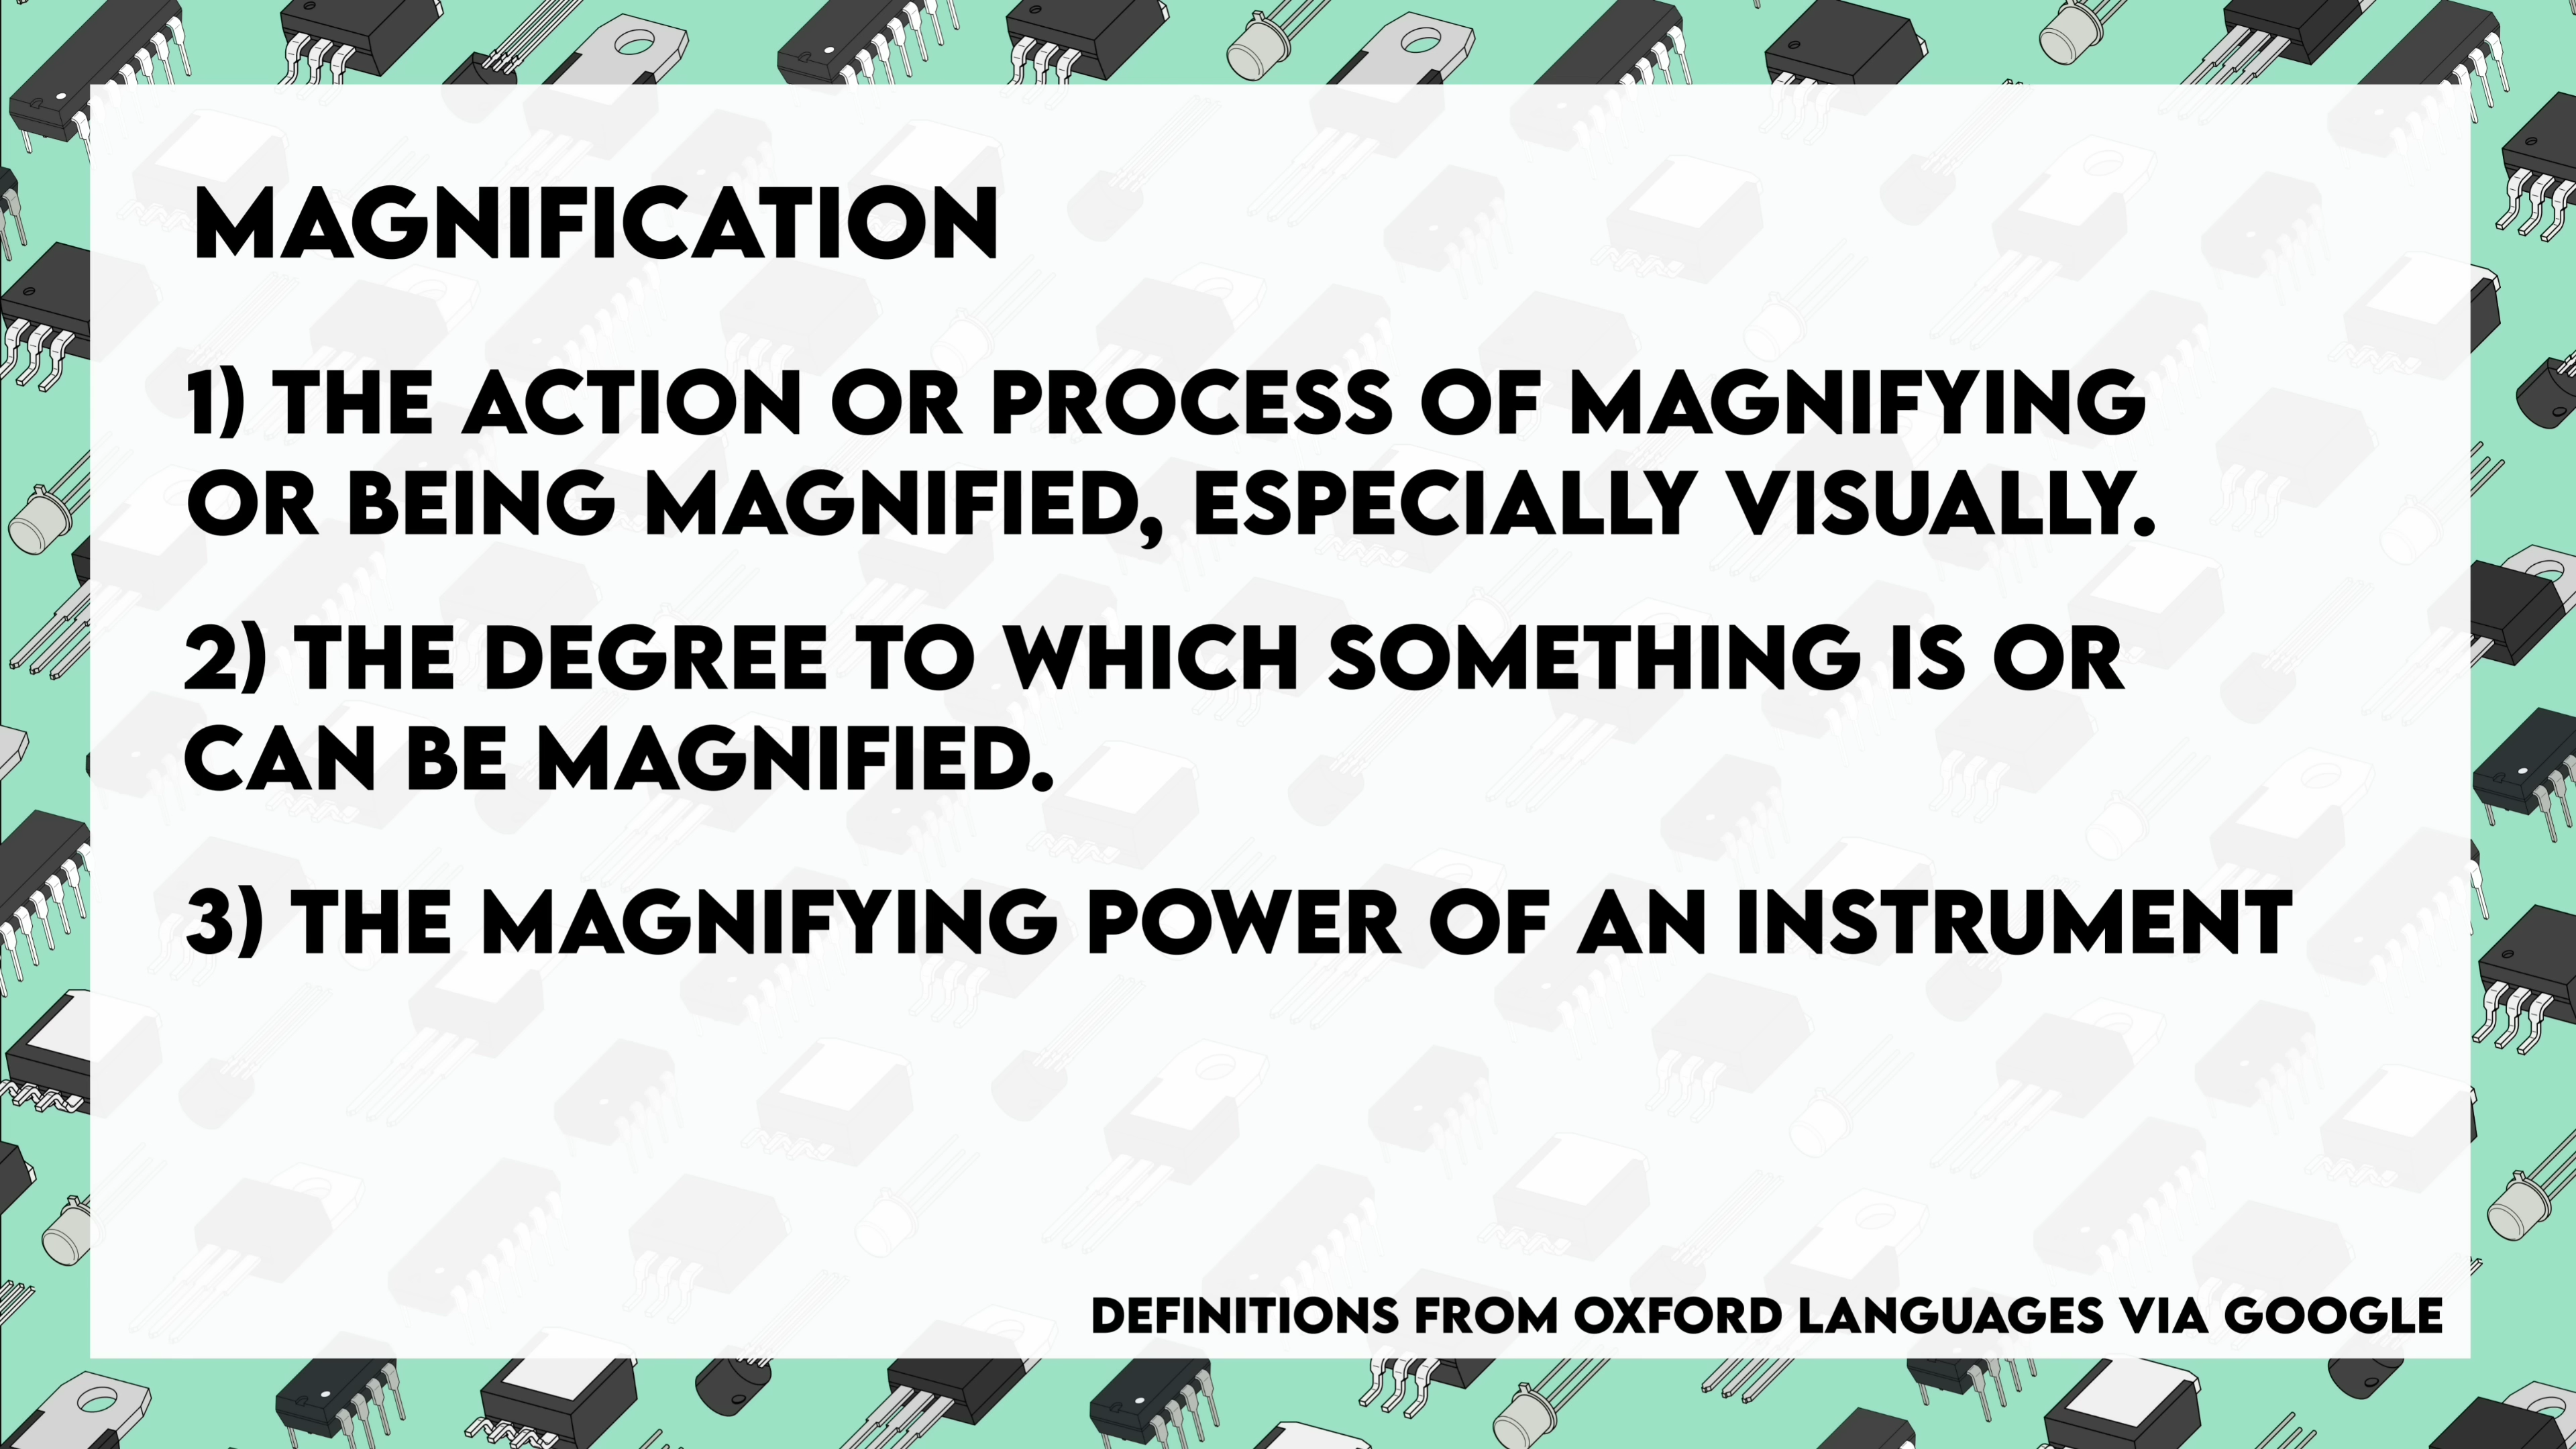 MAGNIFICATION
1) THE ACTION OR PROCESS OF MAGNIFYING
OR BEING MAGNIFIED, ESPECIALLY VISUALLY.
2) THE DEGREE TO WHICH SOMETHING IS OR
CAN BE MAGNIFIED.
3) THE MAGNIFYING POWER OF AN INSTRUMENT
DEFINITIONS FROM OXFORD LANGUAGES VIA GOOGLE